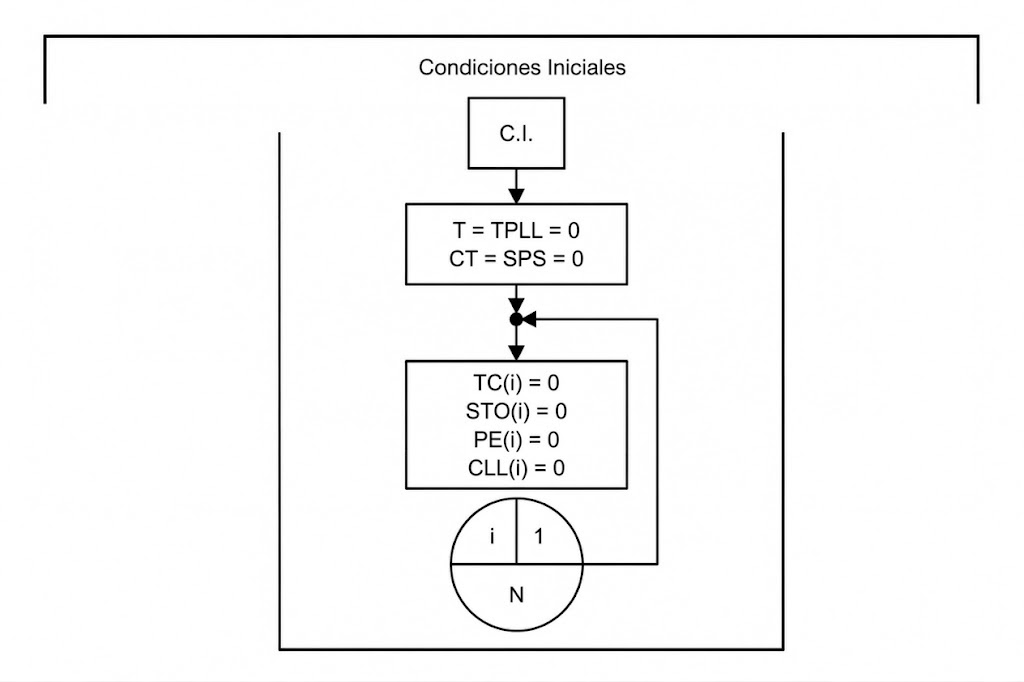 Condiciones Iniciales
C.I.
T = TPLL = 0
CT = SPS = 0
TC(i) = 0
STO(i) = 0
PE(i) = 0
CLL(i) = 0
i 1
N